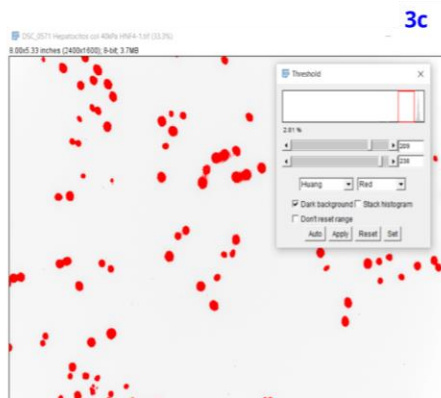 3c
DSC_0571 Hepatocitos col 40kPa HNF4-1.tif (33.3%)
8.00x5.33 inches (2400x1600); 8-bit; 3.7MB
Threshold
2.81 %
209
238
Huang Red
Dark background Stack histogram
Don't reset range
Auto Apply Reset Set